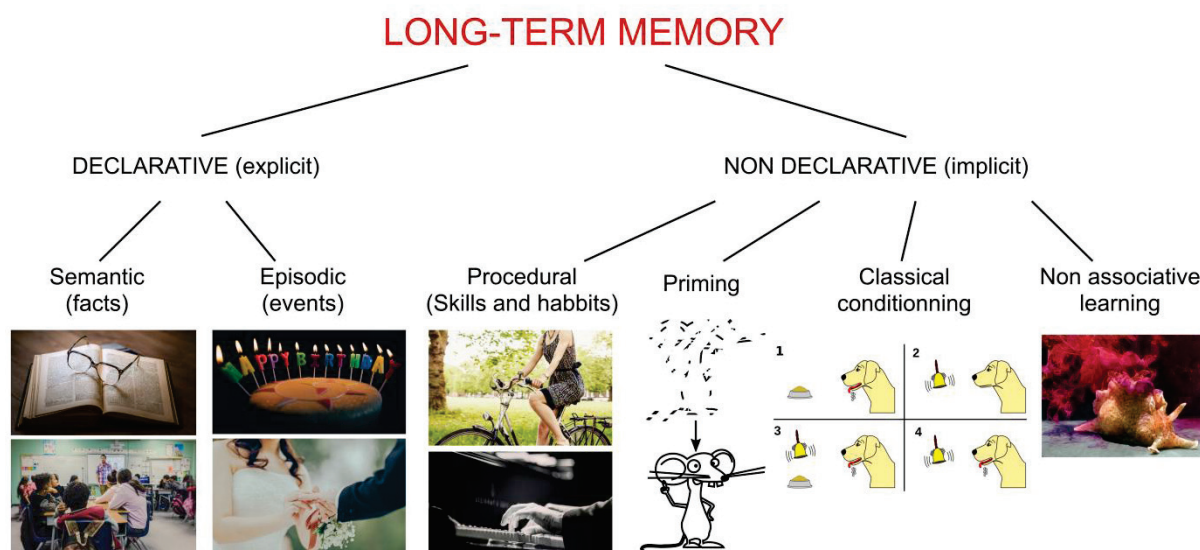 LONG-TERM MEMORY
DECLARATIVE (explicit)
NON DECLARATIVE (implicit)
Semantic
(facts)
Episodic
(events)
Procedural
(Skills and habbits)
Priming
Classical
conditionning
Non associative
learning
HAPPY BIRTHDAY
1
2
3
4